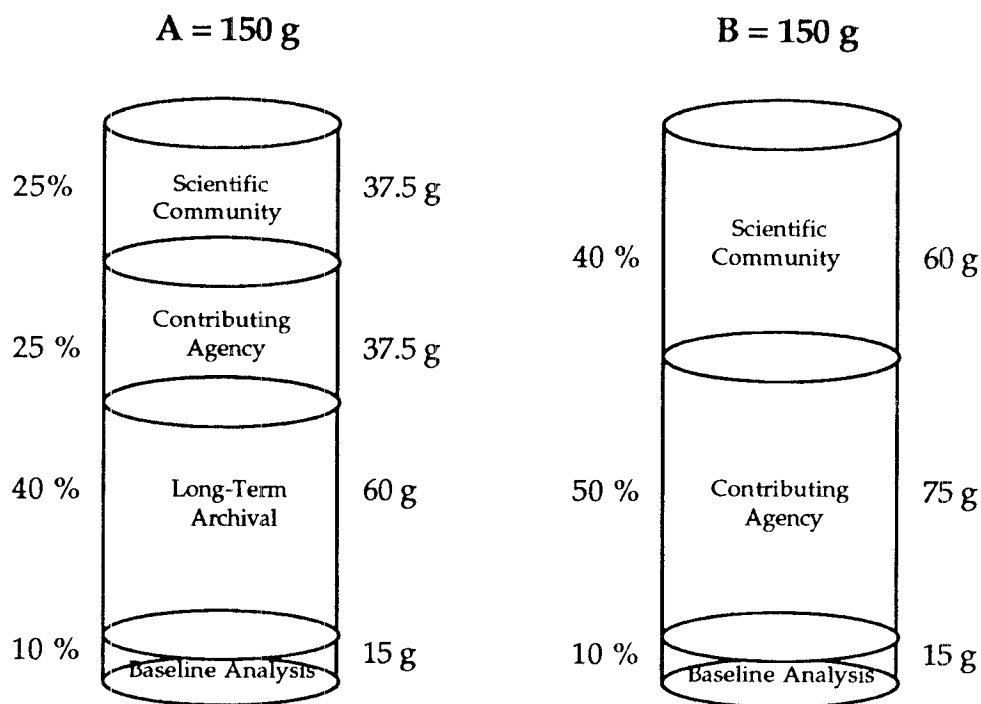 A = 150 g
25%
Scientific
Community
37.5 g
25 %
Contributing
Agency
37.5 g
40 %
Long-Term
Archival
60 g
10 %
Baseline Analysis
15 g
B = 150 g
40 %
Scientific
Community
60 g
50 %
Contributing
Agency
75 g
10 %
Baseline Analysis
15 g